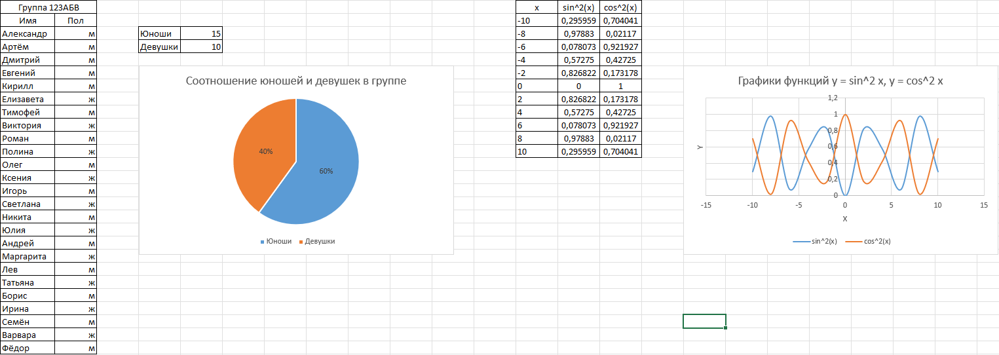 Группа 123АБВ
Имя Пол
Александр м
Артём м
Дмитрий м
Евгений м
Кирилл м
Елизавета ж
Тимофей м
Виктория ж
Роман м
Полина ж
Олег м
Ксения ж
Игорь м
Светлана ж
Никита м
Юлия ж
Андрей м
Маргарита ж
Лев м
Татьяна ж
Борис м
Ирина ж
Семён м
Варвара ж
Фёдор м
Юноши 15
Девушки 10
Соотношение юношей и девушек в группе
40%
60%
Юноши Девушки
x sin^2(x) cos^2(x)
-10 0,295959 0,704041
-8 0,97883 0,02117
-6 0,078073 0,921927
-4 0,57275 0,42725
-2 0,826822 0,173178
0 0 1
2 0,826822 0,173178
4 0,57275 0,42725
6 0,078073 0,921927
8 0,97883 0,02117
10 0,295959 0,704041
Графики функций y = sin^2 x, y = cos^2 x
1,2
1
0,8
0,6
0,4
0,2
0
Y
-15 -10 -5 0 5 10 15
X
sin^2(x) cos^2(x)